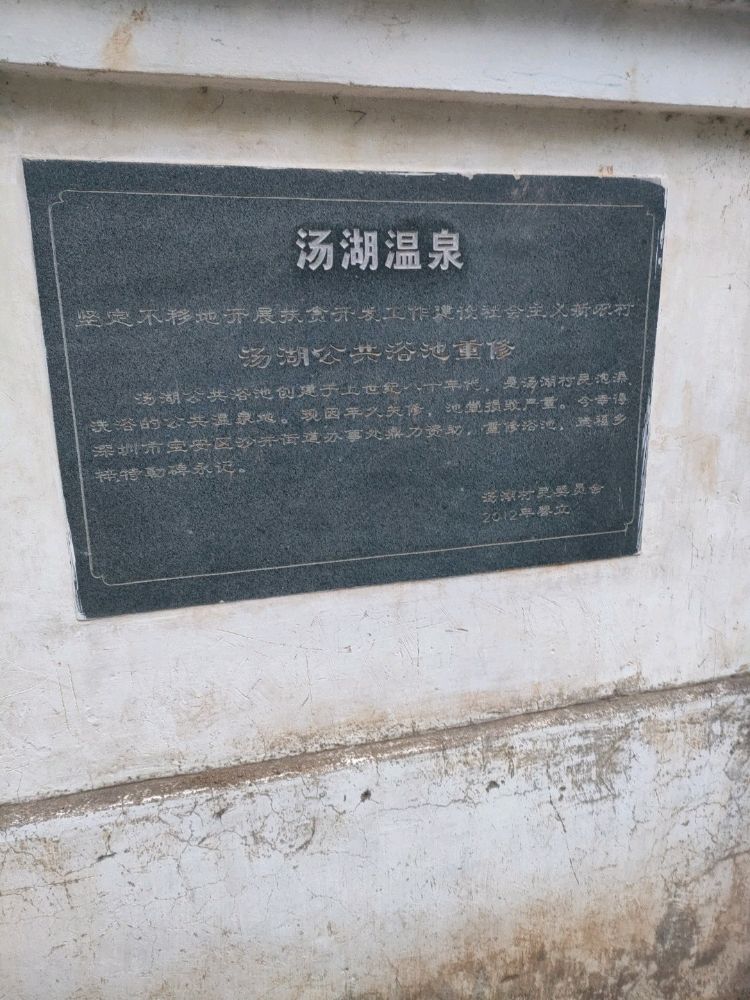 汤湖温泉
坚定不移地开展扶贫开发工作建设社会主义新农村
汤湖公共浴池重修
汤湖公共浴池创建于上世纪八十年代，是汤湖村民泡澡、
洗浴的公共温泉地。现因年久失修，池堂损毁严重。今幸得
深圳市宝安区沙井街道办事处鼎力资助，重修浴池，造福乡
梓特勒碑永记。
汤湖村民委员会
2012年暑立